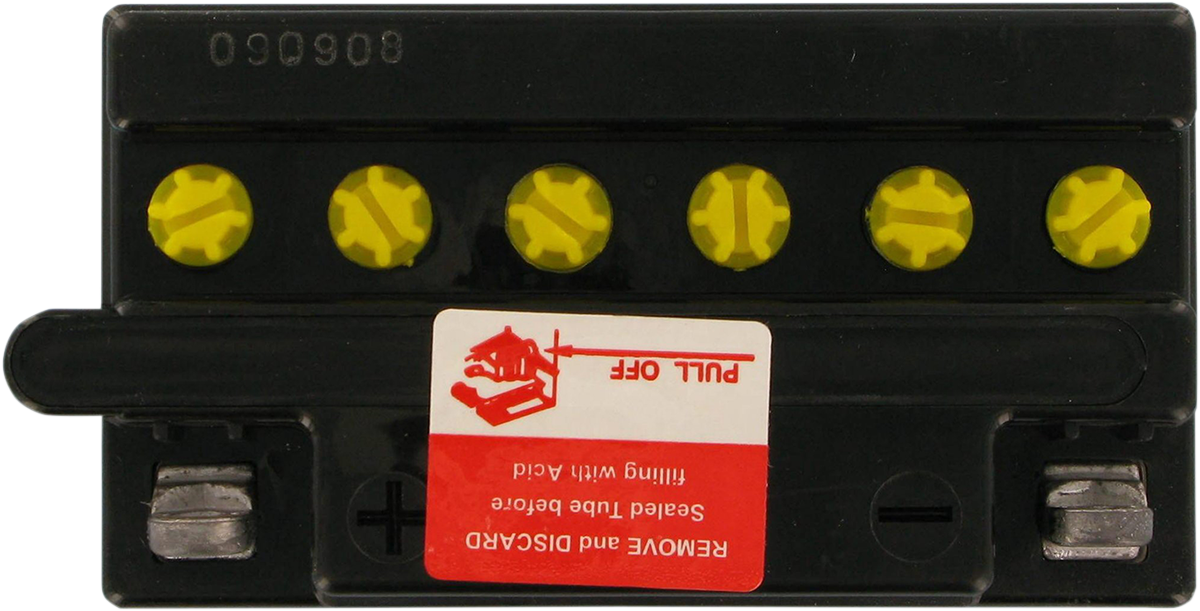 090908
REMOVE and DISCARD
Sealed Tube before
filling with Acid
PULL OFF
+
-